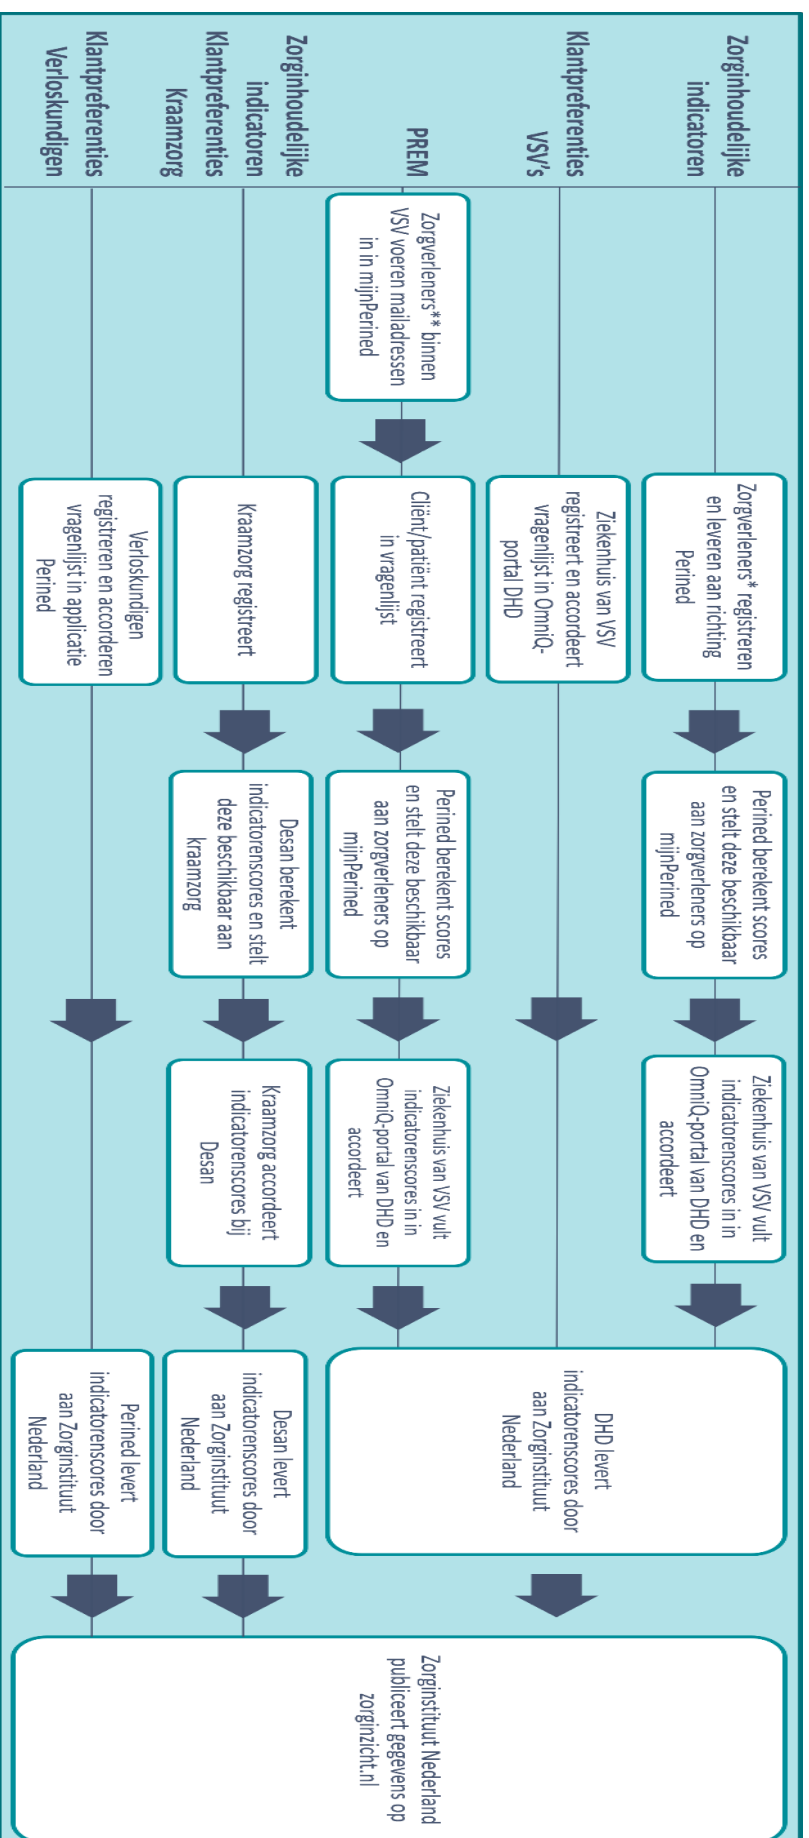 Zorginhoudelijke
indicatoren
Zorgverleners* registreren
en leveren aan richting
Perined
Perined berekent scores
en stelt deze beschikbaar
aan zorgverleners op
mijnPerined
Ziekenhuis van VSV vult
indicatorenscores in in
OmniQ-portal van DHD en
accordeert
Klantpreferenties
VSV's
Ziekenhuis van VSV
registreert en accordeert
vragenlijst in OmniQ-
portal DHD
DHD levert
indicatorenscores door
aan Zorginstituut
Nederland
PREM
Zorgverleners** binnen
VSV voeren mailadressen
in in mijnPerined
Cliënt/patiënt registreert
in vragenlijst
Perined berekent scores
en stelt deze beschikbaar
aan zorgverleners op
mijnPerined
Ziekenhuis van VSV vult
indicatorenscores in in
OmniQ-portal van DHD en
accordeert
Zorginhoudelijke
indicatoren
Klantpreferenties
Kraamzorg
Kraamzorg registreert
Desan berekent
indicatorenscores en stelt
deze beschikbaar aan
kraamzorg
Kraamzorg accordeert
indicatorenscores bij
Desan
Desan levert
indicatorenscores door
aan Zorginstituut
Nederland
Klantpreferenties
Verloskundigen
Verloskundigen
registreren en accorderen
vragenlijst in applicatie
Perined
Perined levert
indicatorenscores door
aan Zorginstituut
Nederland
Zorginstituut Nederland
publiceert gegevens op
zorginzicht.nl